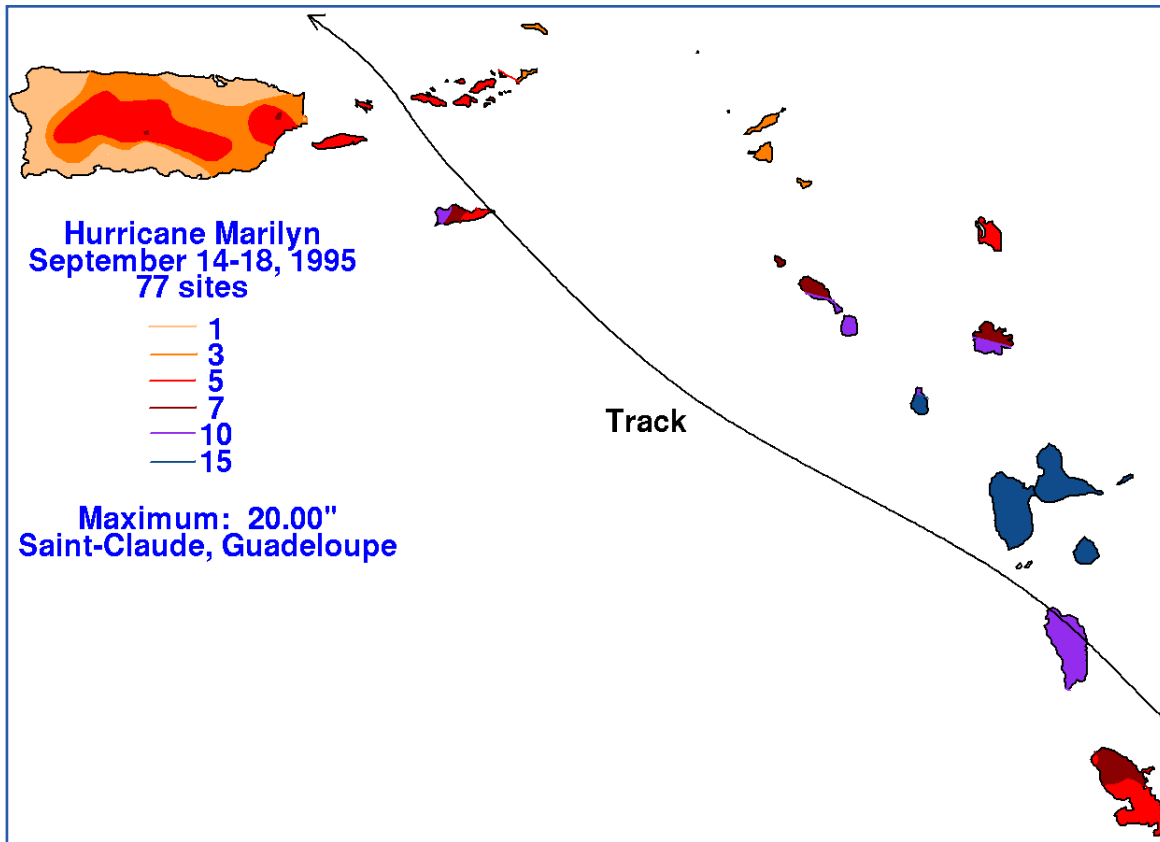 Hurricane Marilyn
September 14-18, 1995
77 sites
1
3
5
7
10
15
Maximum:  20.00"
Saint-Claude, Guadeloupe
Track